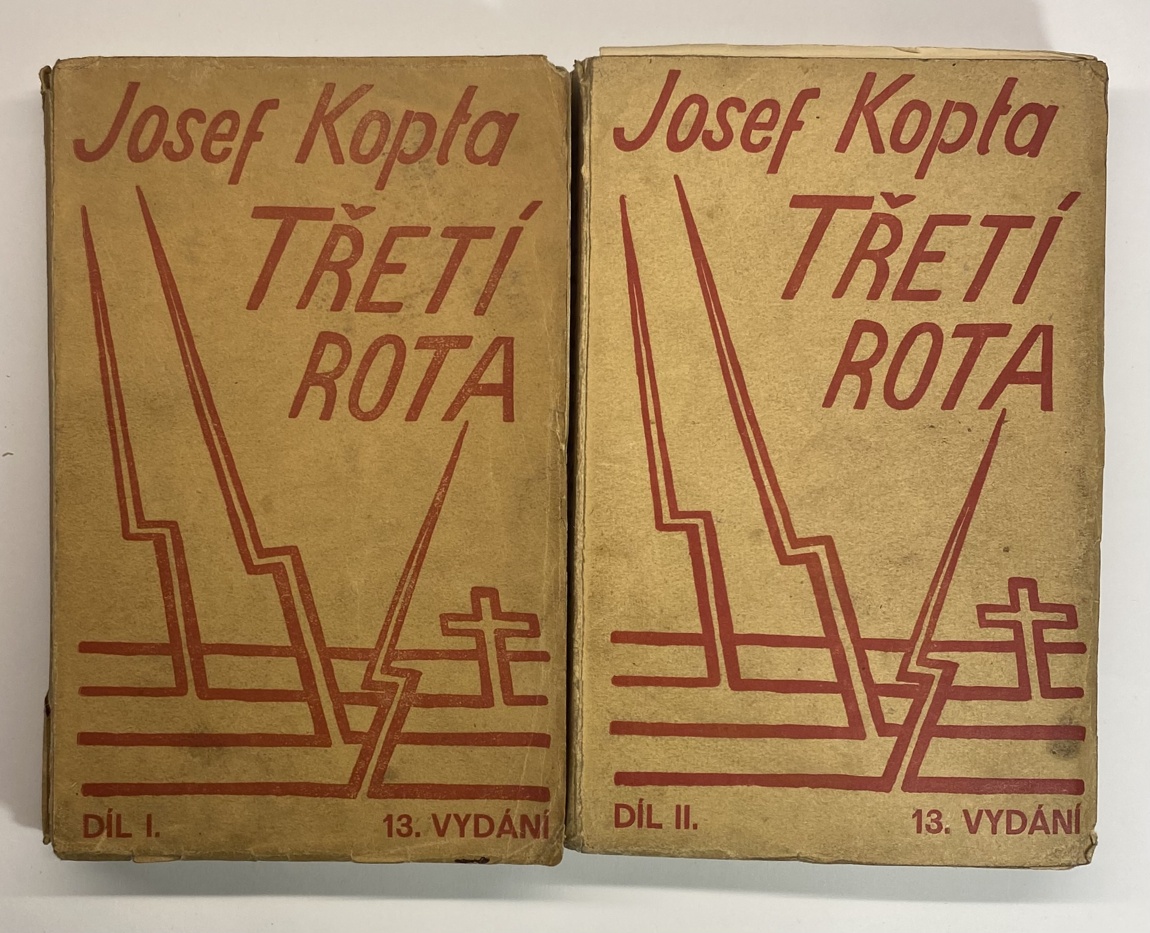 Josef Kopta
TŘETÍ
ROTA
DÍL I.
13. VYDÁNÍ
Josef Kopta
TŘETÍ
ROTA
DÍL II.
13. VYDÁNÍ